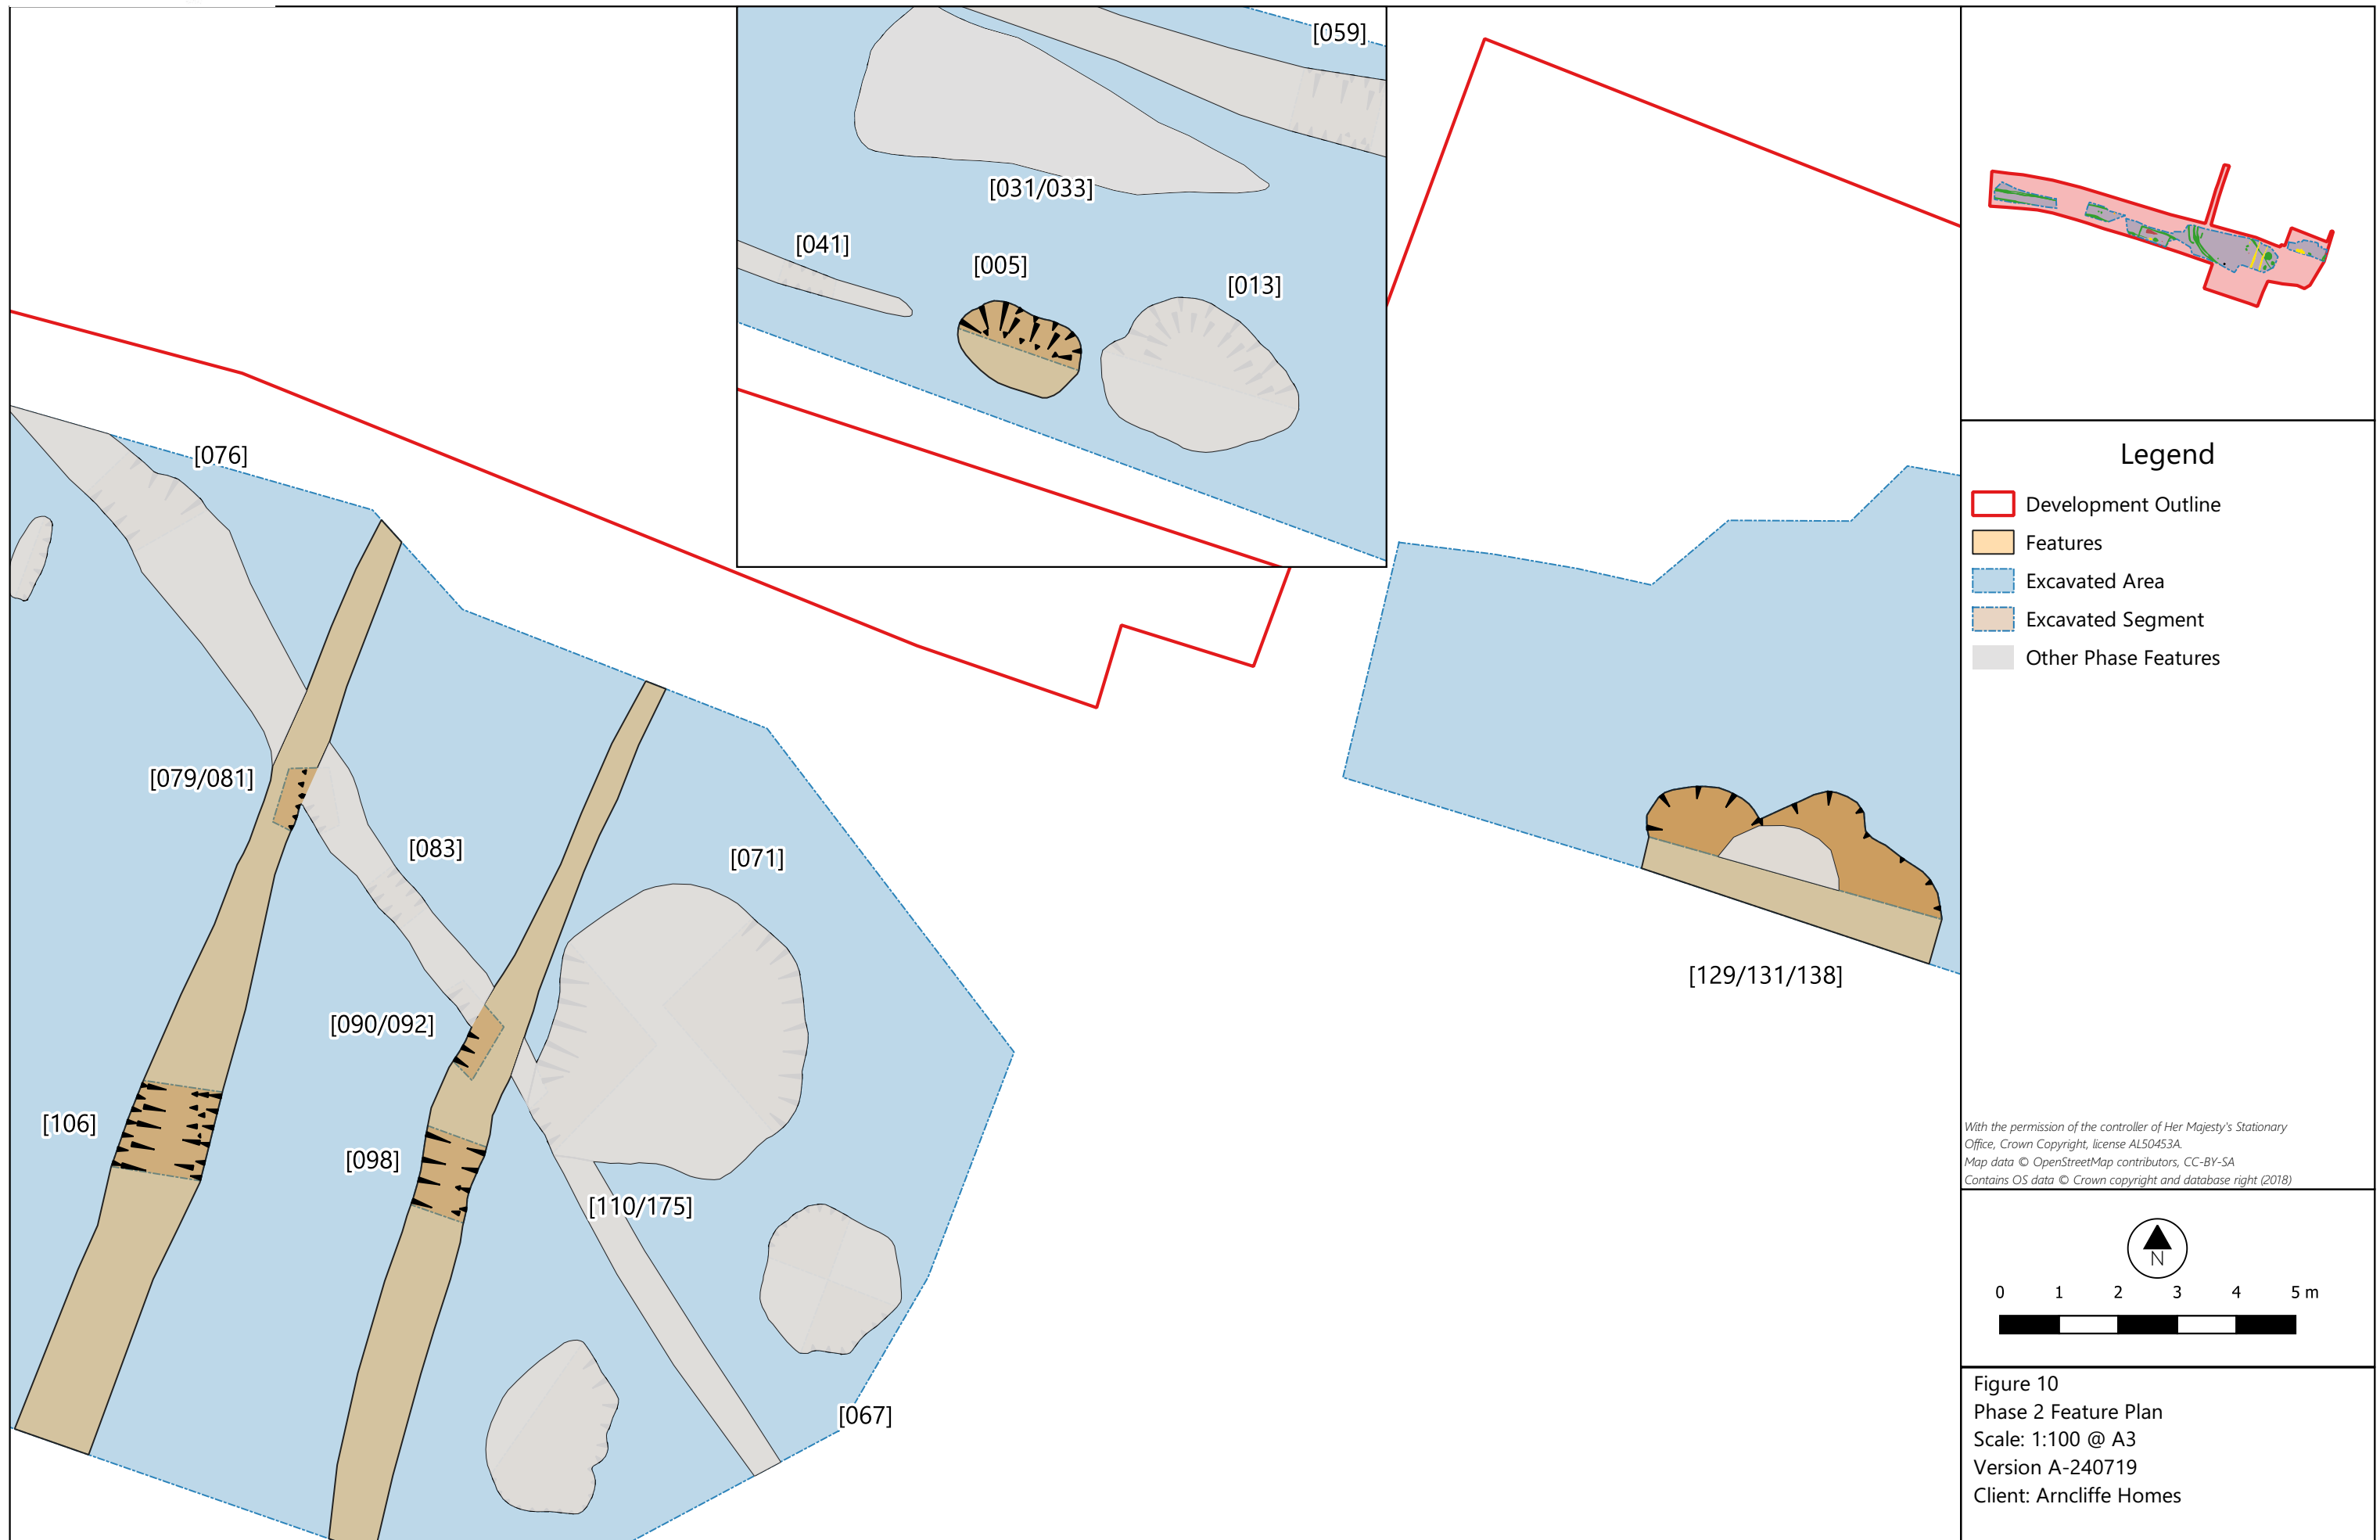 [059]
[031/033]
[041]
[005]
[013]
[076]
[079/081]
[083]
[071]
[090/092]
[129/131/138]
[106]
[098]
[110/175]
[067]
Legend
Development Outline
Features
Excavated Area
Excavated Segment
Other Phase Features
With the permission of the controller of Her Majesty's Stationary
Office, Crown Copyright, license AL50453A.
Map data © OpenStreetMap contributors, CC-BY-SA
Contains OS data © Crown copyright and database right (2018)
N
0 1 2 3 4 5 m
Figure 10
Phase 2 Feature Plan
Scale: 1:100 @ A3
Version A-240719
Client: Arncliffe Homes